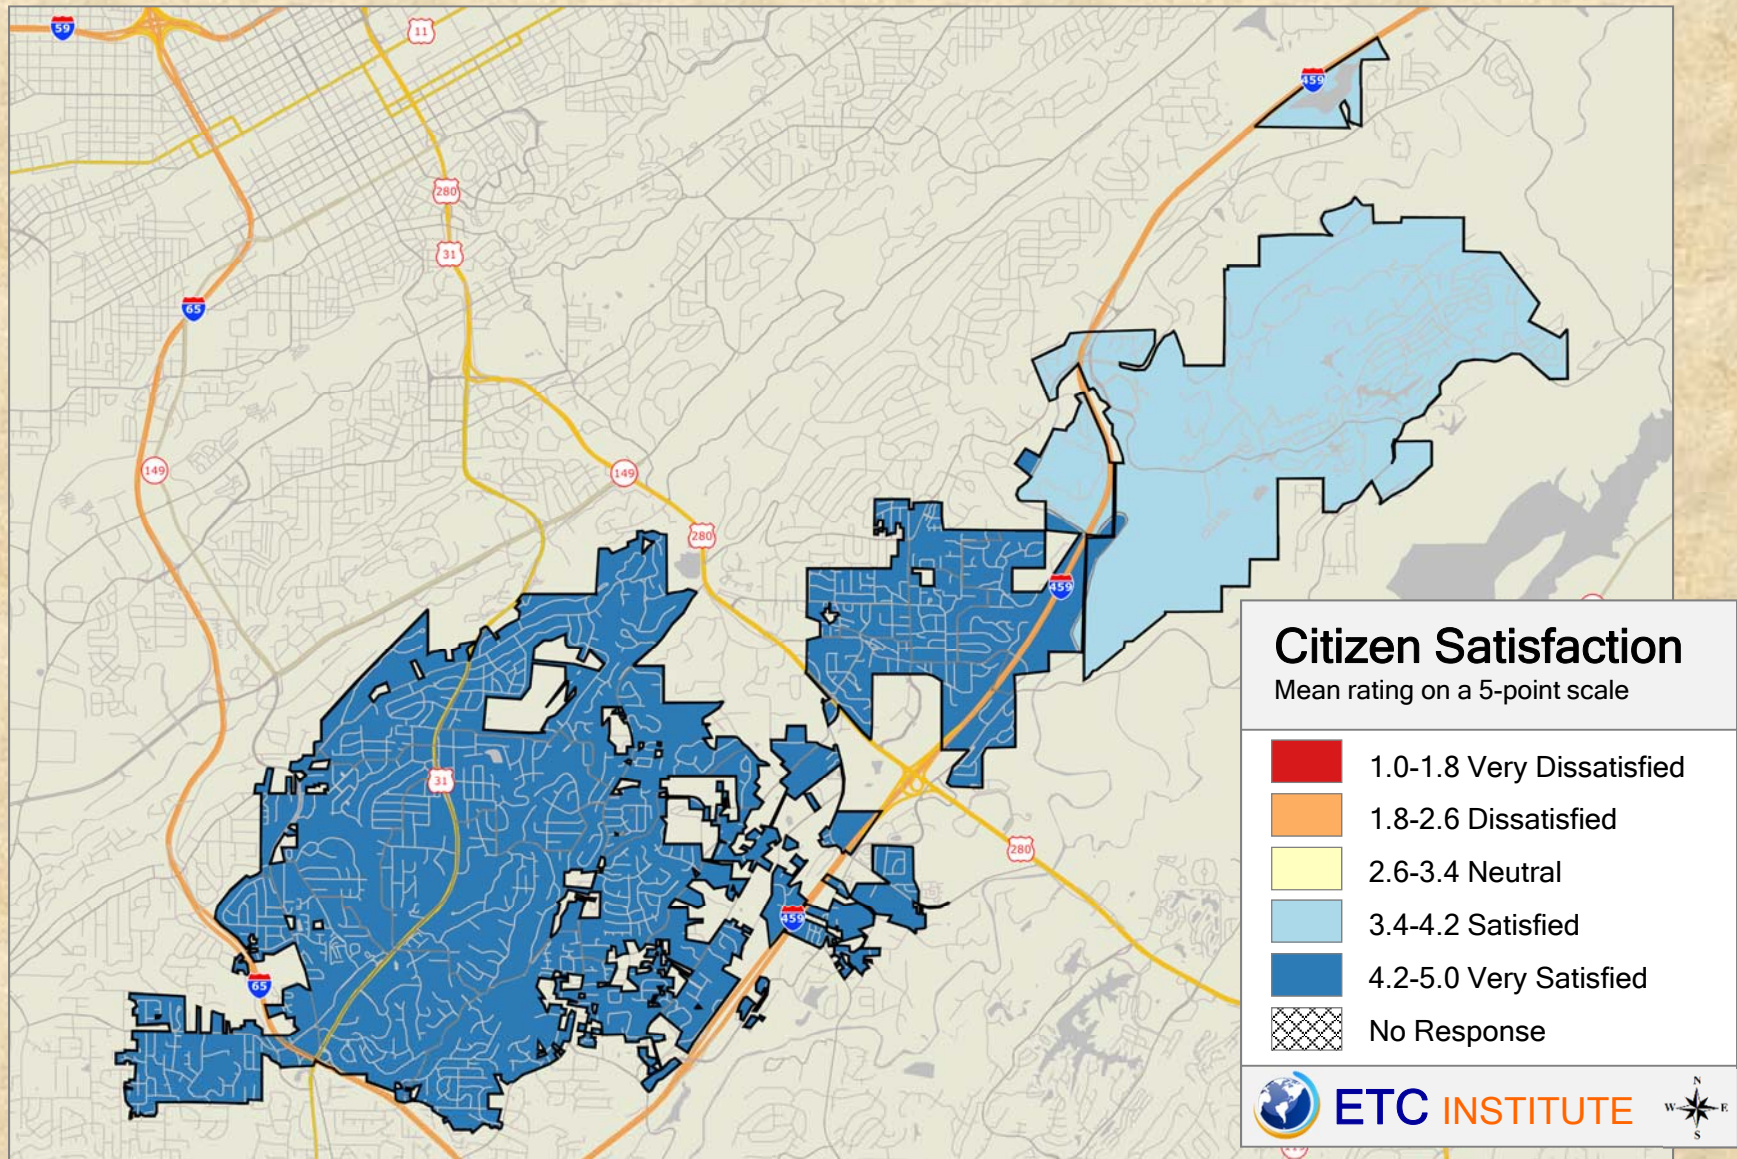 59
11
459
280
31
65
149
149
280
459
31
280
459
65
Citizen Satisfaction
Mean rating on a 5-point scale
1.0-1.8 Very Dissatisfied
1.8-2.6 Dissatisfied
2.6-3.4 Neutral
3.4-4.2 Satisfied
4.2-5.0 Very Satisfied
No Response
ETC INSTITUTE
N
W E
S